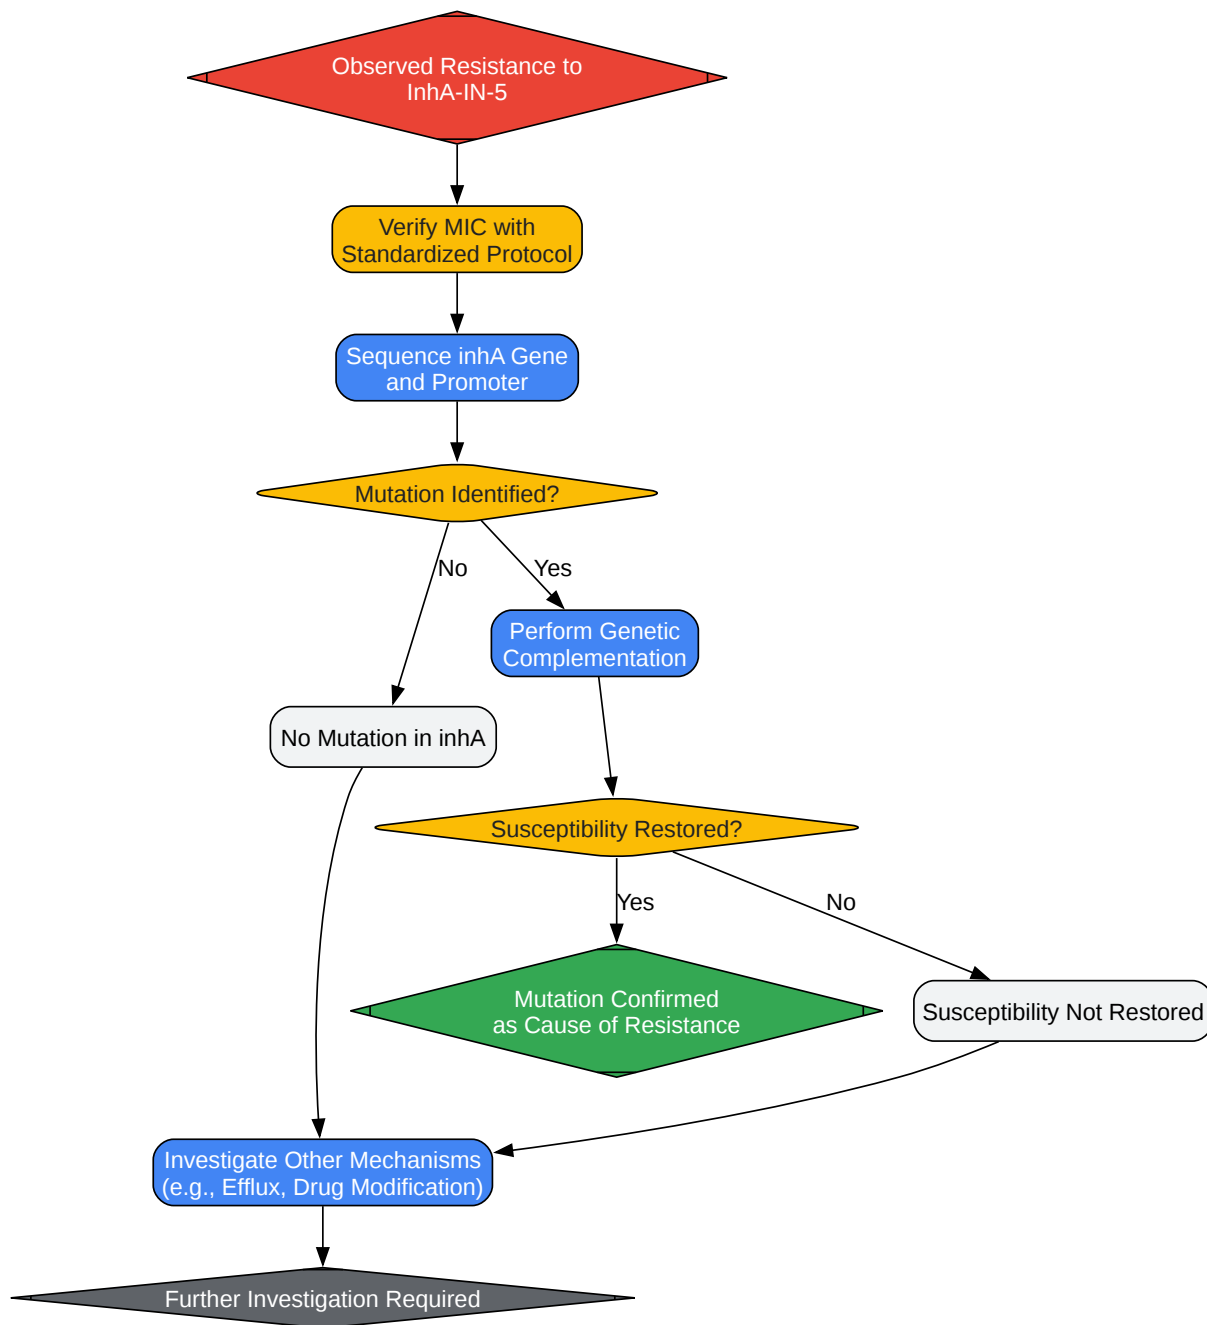 Observed Resistance to
InhA-IN-5
Verify MIC with
Standardized Protocol
Sequence inhA Gene
and Promoter
Mutation Identified?
No
Yes
Perform Genetic
Complementation
No Mutation in inhA
Susceptibility Restored?
Yes
No
Mutation Confirmed
as Cause of Resistance
Susceptibility Not Restored
Investigate Other Mechanisms
(e.g., Efflux, Drug Modification)
Further Investigation Required